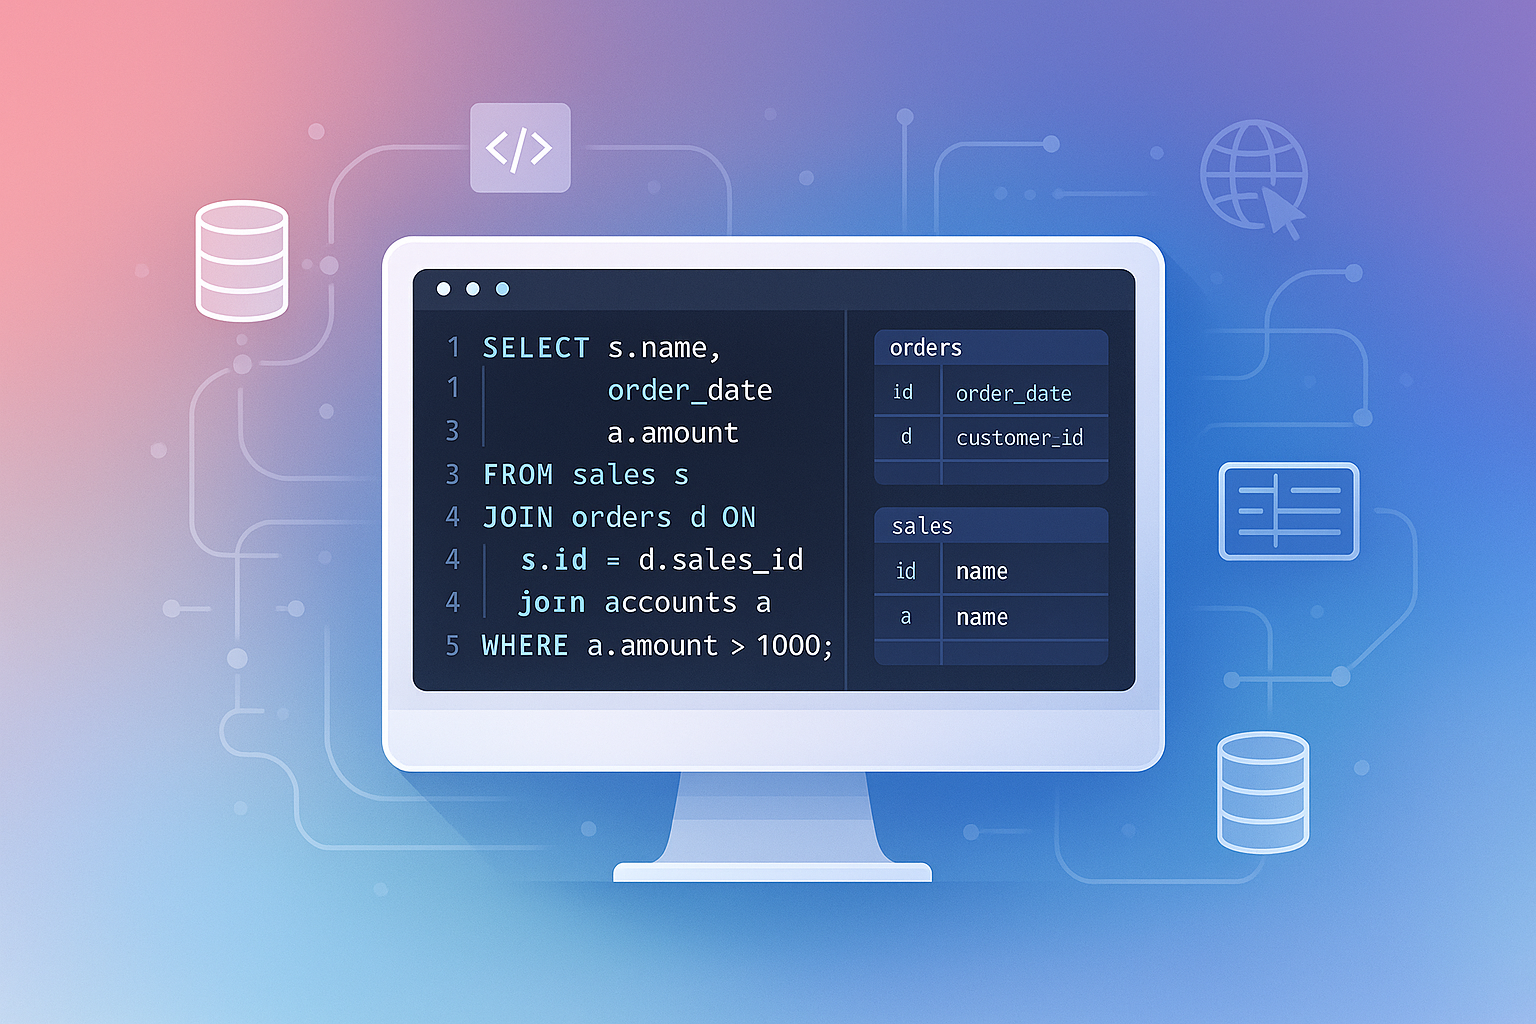 </>
1 SELECT s.name,
1 order_date
3 a.amount
3 FROM sales s
4 JOIN orders d ON
4 s.id = d.sales_id
4 joɪn accounts a
5 WHERE a.amount > 1000;
orders
id order_date
d customer_id
sales
id name
a name